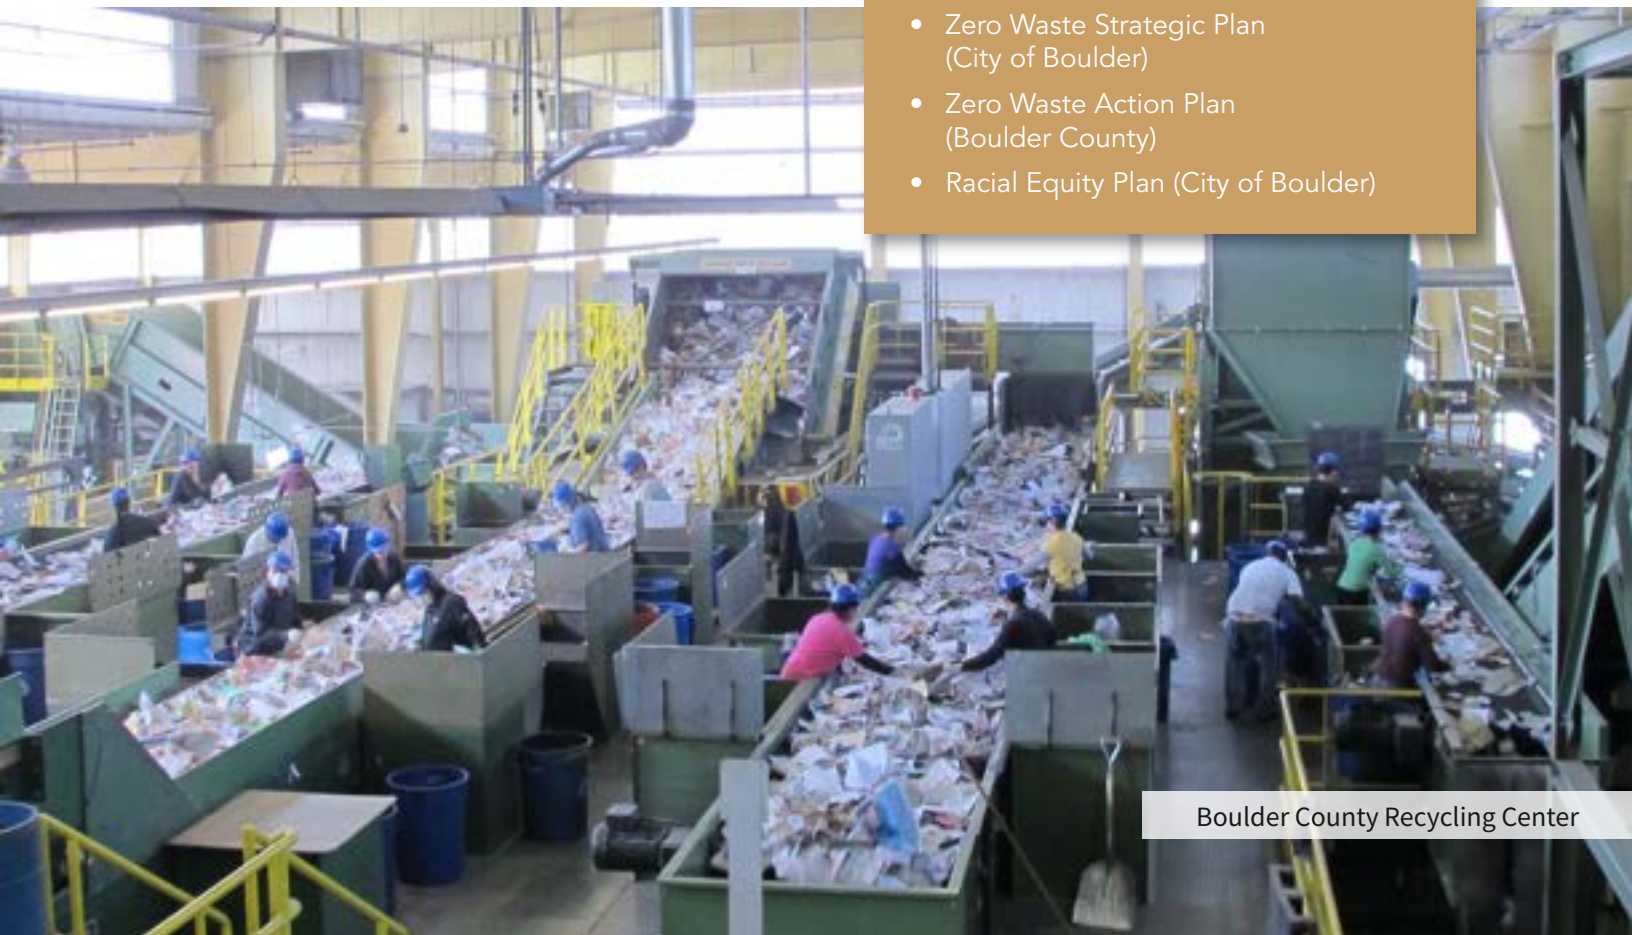 • Zero Waste Strategic Plan
(City of Boulder)
• Zero Waste Action Plan
(Boulder County)
• Racial Equity Plan (City of Boulder)
Boulder County Recycling Center